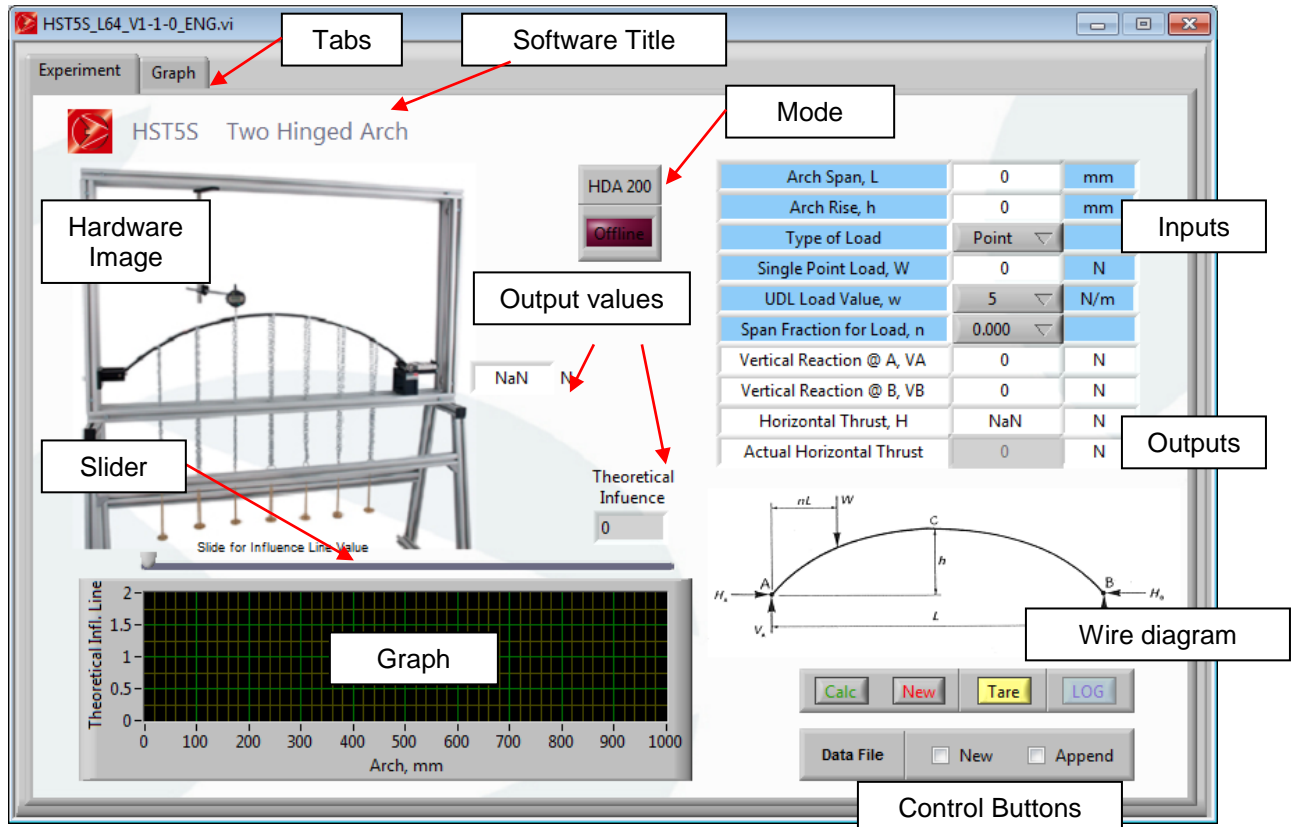 HST5S_L64_V1-1-0_ENG.vi
Tabs
Software Title
Experiment
Graph
HST5S Two Hinged Arch
Mode
HDA 200
Offline
Hardware
Image
Output values
NaN N
Slider
Theoretical
Infuence
0
Slide for Influence Line Value
Arch Span, L 0 mm
Arch Rise, h 0 mm
Type of Load Point
Single Point Load, W 0 N
UDL Load Value, w 5 N/m
Span Fraction for Load, n 0.000
Vertical Reaction @ A, VA 0 N
Vertical Reaction @ B, VB 0 N
Horizontal Thrust, H NaN N
Actual Horizontal Thrust 0 N
Inputs
Outputs
nL W
C
h
A B
Hₐ H
L
Vₐ
Wire diagram
Theoretical Infl. Line
2
1.5
1
0.5
0
Graph
0 100 200 300 400 500 600 700 800 900 1000
Arch, mm
Calc New Tare LOG
Data File New Append
Control Buttons